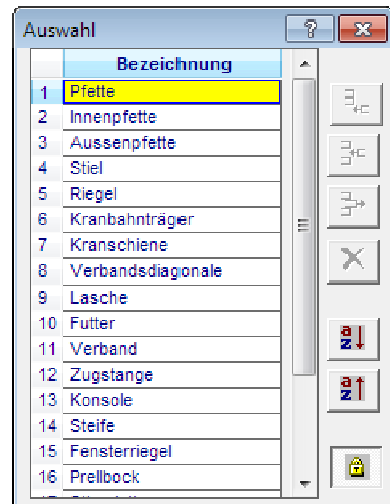 Auswahl
Bezeichnung
1 Pfette
2 Innenpfette
3 Aussenpfette
4 Stiel
5 Riegel
6 Kranbahnträger
7 Kranschiene
8 Verbandsdiagonale
9 Lasche
10 Futter
11 Verband
12 Zugstange
13 Konsole
14 Steife
15 Fensterriegel
16 Prellbock